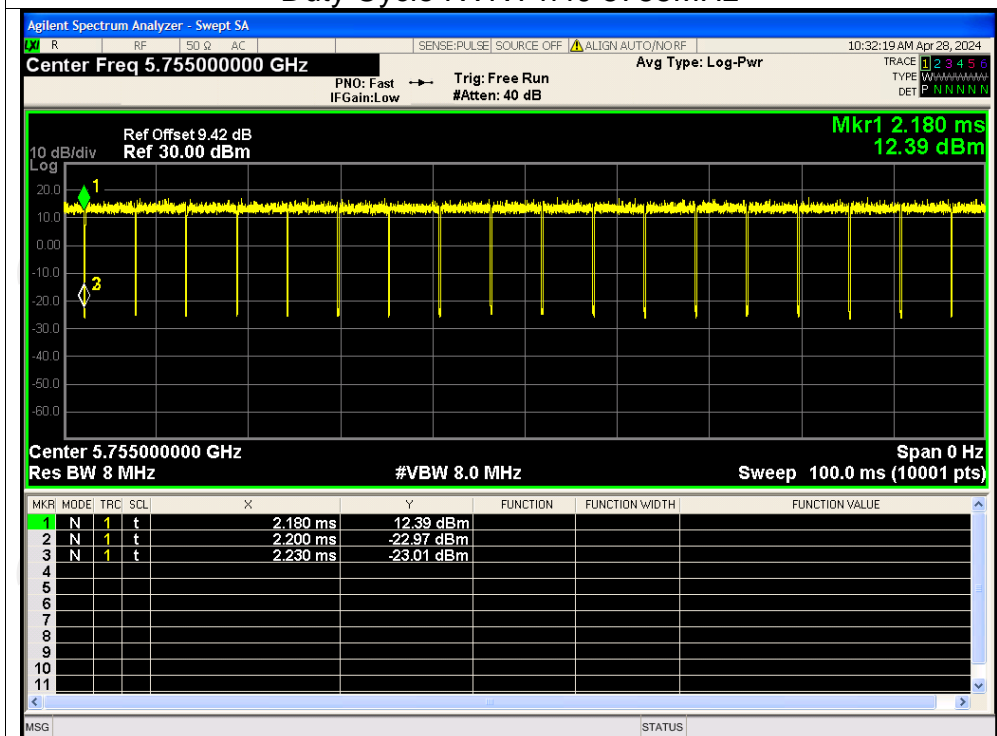 Agilent Spectrum Analyzer - Swept SA
LXI R RF 50 Ω AC SENSE:PULSE SOURCE OFF ALIGN AUTO/NO RF 10:32:19 AM Apr 28, 2024
Center Freq 5.755000000 GHz
Avg Type: Log-Pwr
TRACE 1 2 3 4 5 6
TYPE
DET P N N N N N
PNO: Fast
IFGain:Low
Trig: Free Run
#Atten: 40 dB
Mkr1 2.180 ms
12.39 dBm
Ref Offset 9.42 dB
10 dB/div Ref 30.00 dBm
Log
20.0
10.0
0.00
-10.0
-20.0
-30.0
-40.0
-50.0
-60.0
1
3
Center 5.755000000 GHz Span 0 Hz
Res BW 8 MHz #VBW 8.0 MHz Sweep 100.0 ms (10001 pts)
MKR MODE TRC SCL X Y FUNCTION FUNCTION WIDTH FUNCTION VALUE
1 N 1 t 2.180 ms 12.39 dBm
2 N 1 t 2.200 ms -22.97 dBm
3 N 1 t 2.230 ms -23.01 dBm
4
5
6
7
8
9
10
11
MSG STATUS